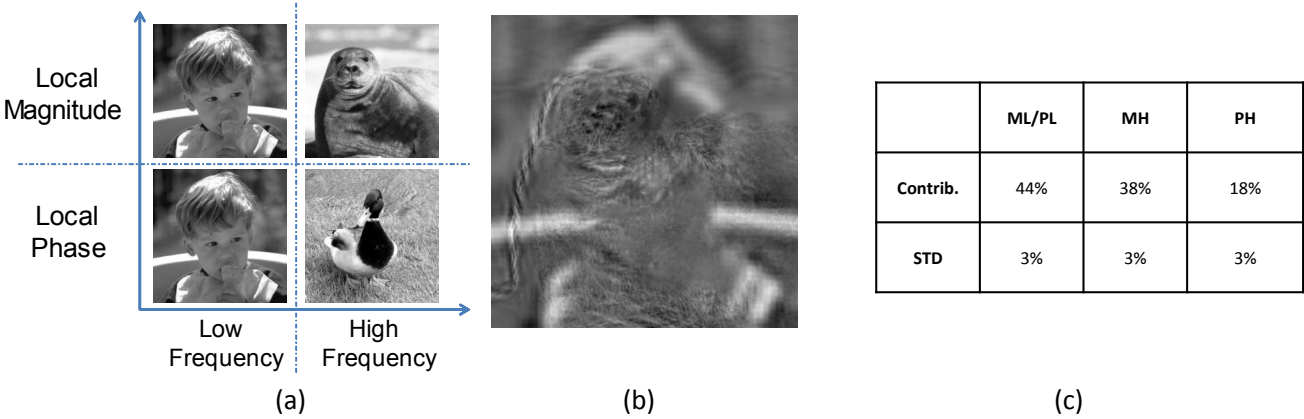 Local
Magnitude
Local
Phase
Low
Frequency
High
Frequency
(a)
(b)
ML/PL MH PH
Contrib. 44% 38% 18%
STD 3% 3% 3%
(c)